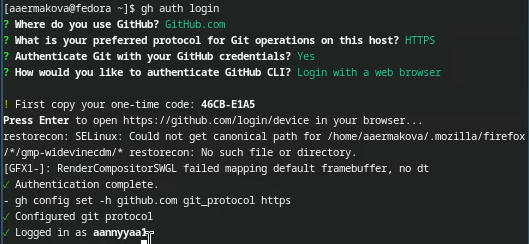 [aaermakova@fedora ~]$ gh auth login
? Where do you use GitHub? GitHub.com
? What is your preferred protocol for Git operations on this host? HTTPS
? Authenticate Git with your GitHub credentials? Yes
? How would you like to authenticate GitHub CLI? Login with a web browser
! First copy your one-time code: 46CB-E1A5
Press Enter to open https://github.com/login/device in your browser...
restorecon: SELinux: Could not get canonical path for /home/aaermakova/.mozilla/firefox
/*/gmp-widevinecdm/* restorecon: No such file or directory.
[GFX1-]: RenderCompositorSWGL failed mapping default framebuffer, no dt
✓ Authentication complete.
- gh config set -h github.com git_protocol https
✓ Configured git protocol
✓ Logged in as aannyyaa1